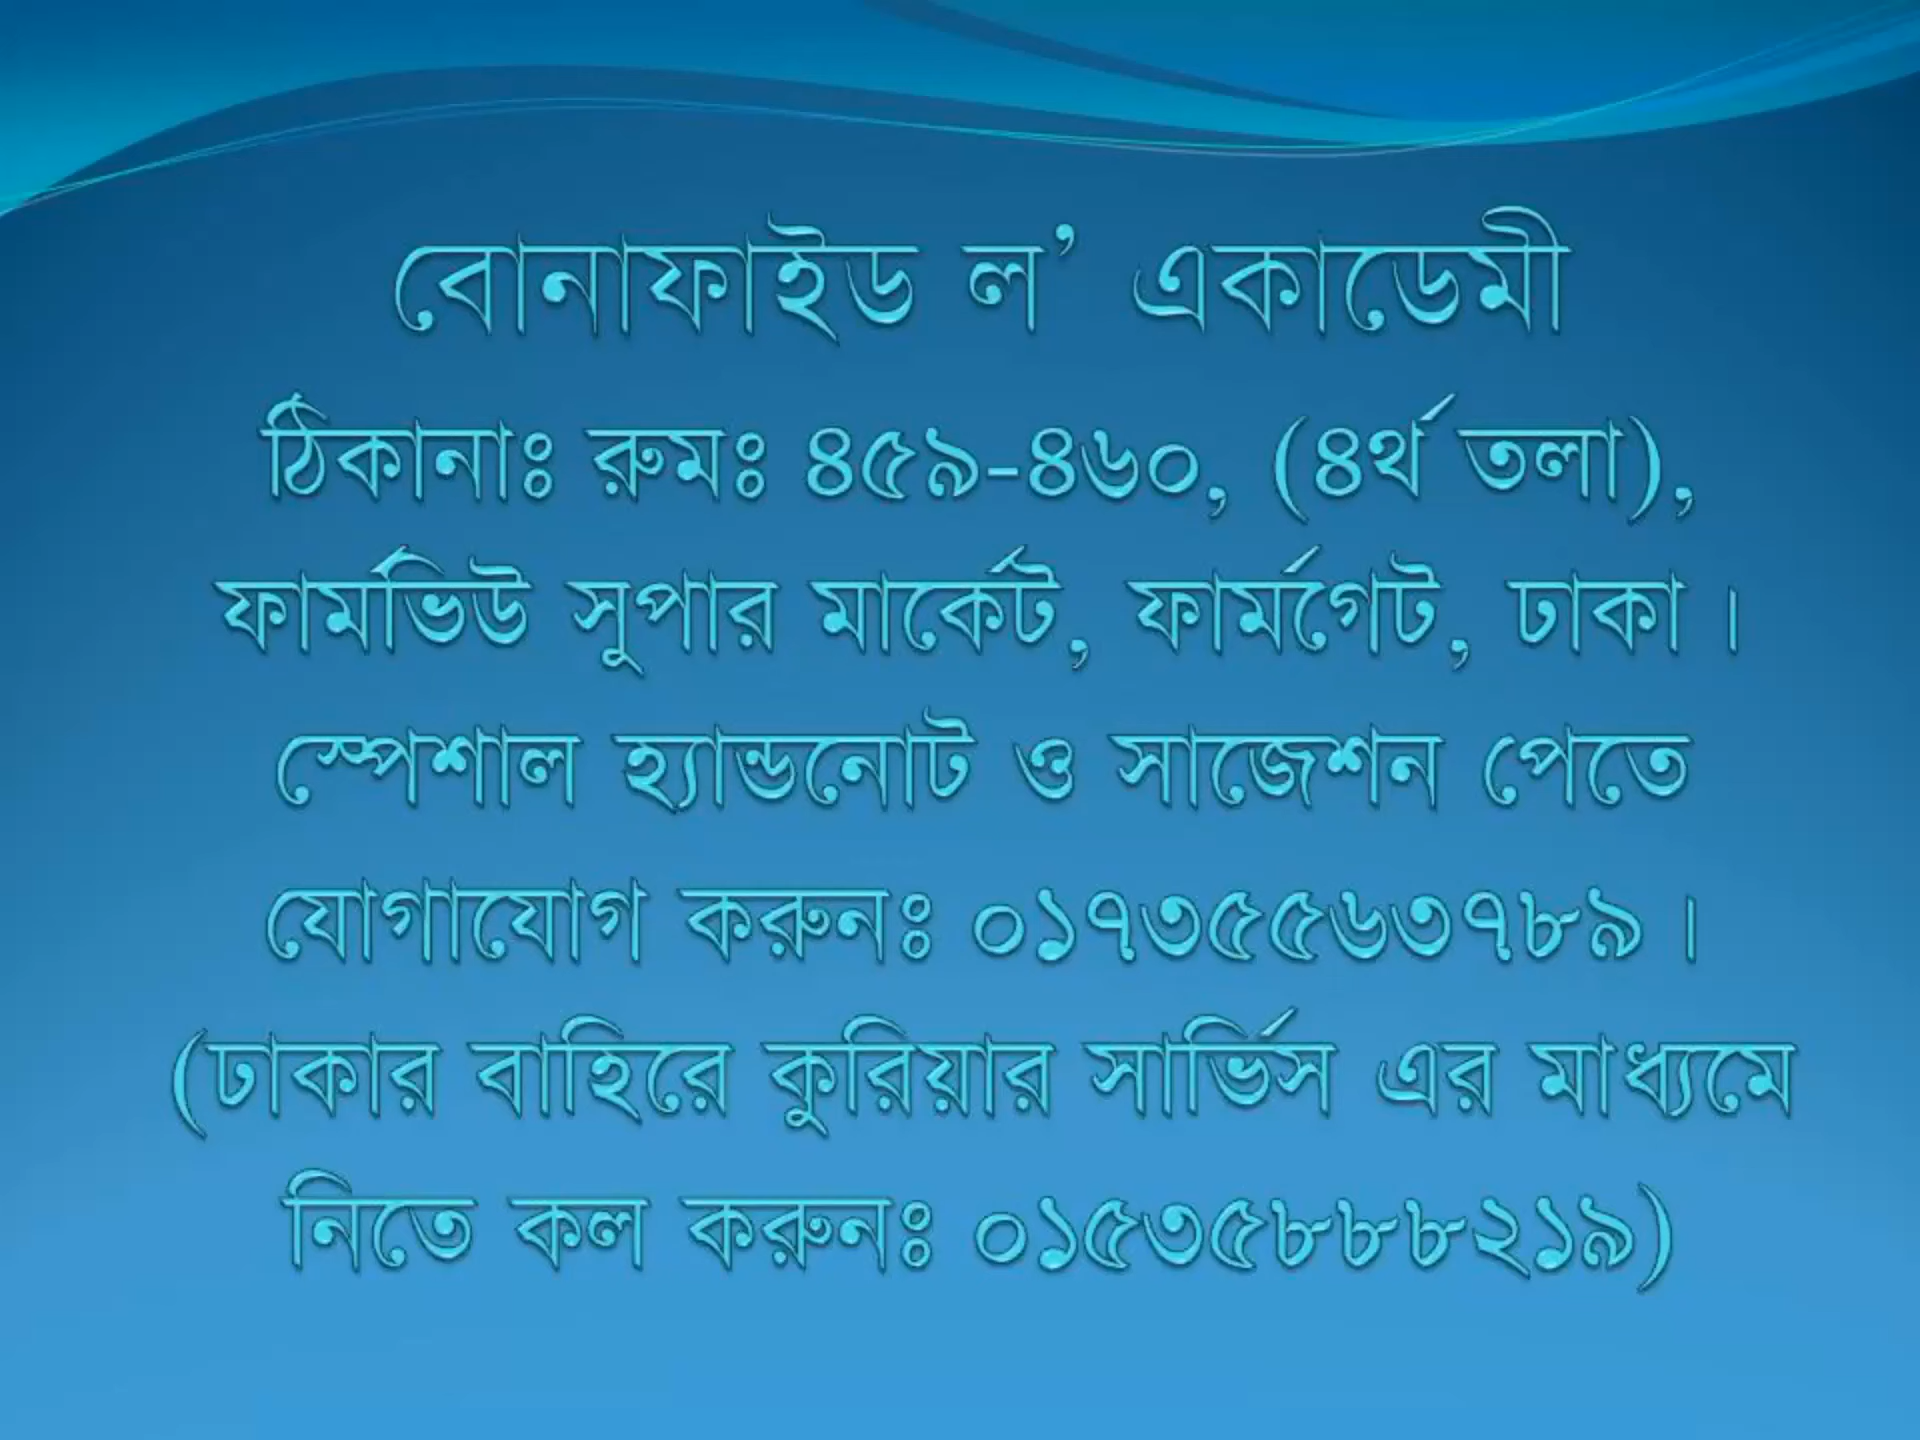 বোনাফাইড ল’ একাডেমী
ঠিকানাঃ রুমঃ ৪৫৯-৪৬০, (৪র্থ তলা),
ফার্মভিউ সুপার মার্কেট, ফার্মগেট, ঢাকা।
স্পেশাল হ্যান্ডনোট ও সাজেশন পেতে
যোগাযোগ করুনঃ ০১৭৩৫৫৬৩৭৮৯।
(ঢাকার বাহিরে কুরিয়ার সার্ভিস এর মাধ্যমে
নিতে কল করুনঃ ০১৫৩৫৮৮৮২১৯)